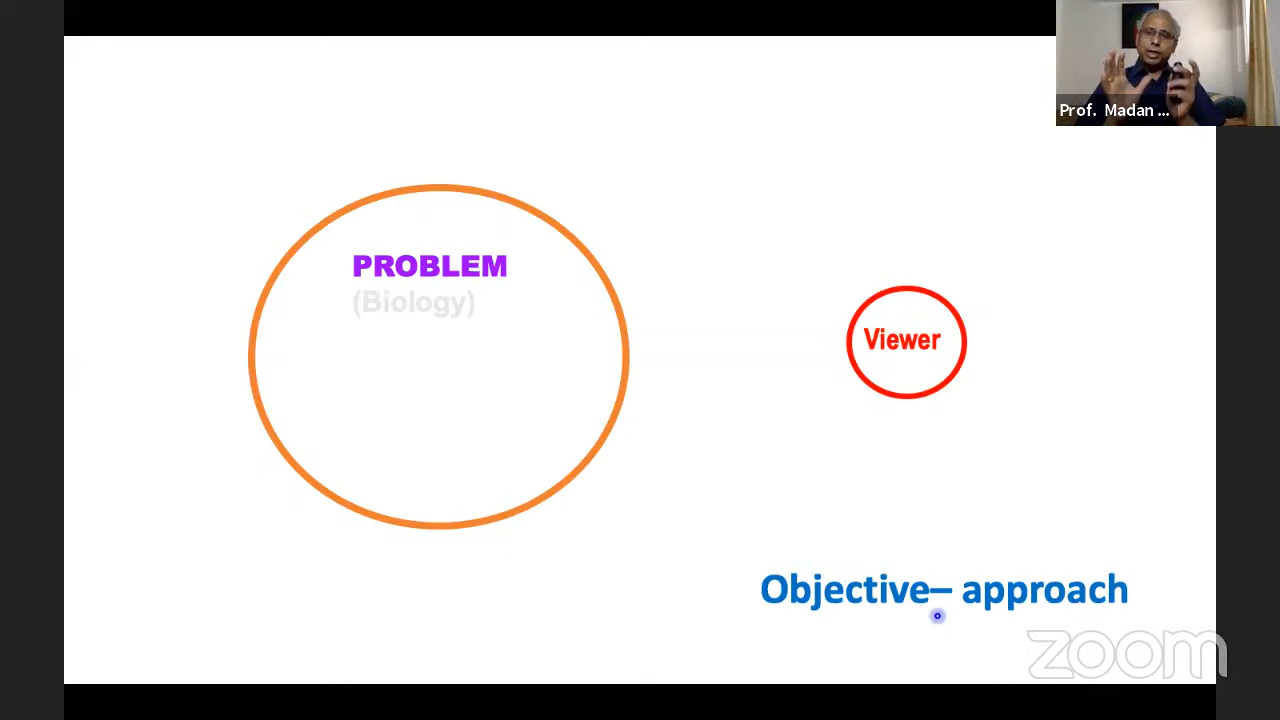 Prof. Madan ...
PROBLEM
(Biology)
Viewer
Objective– approach
zoom